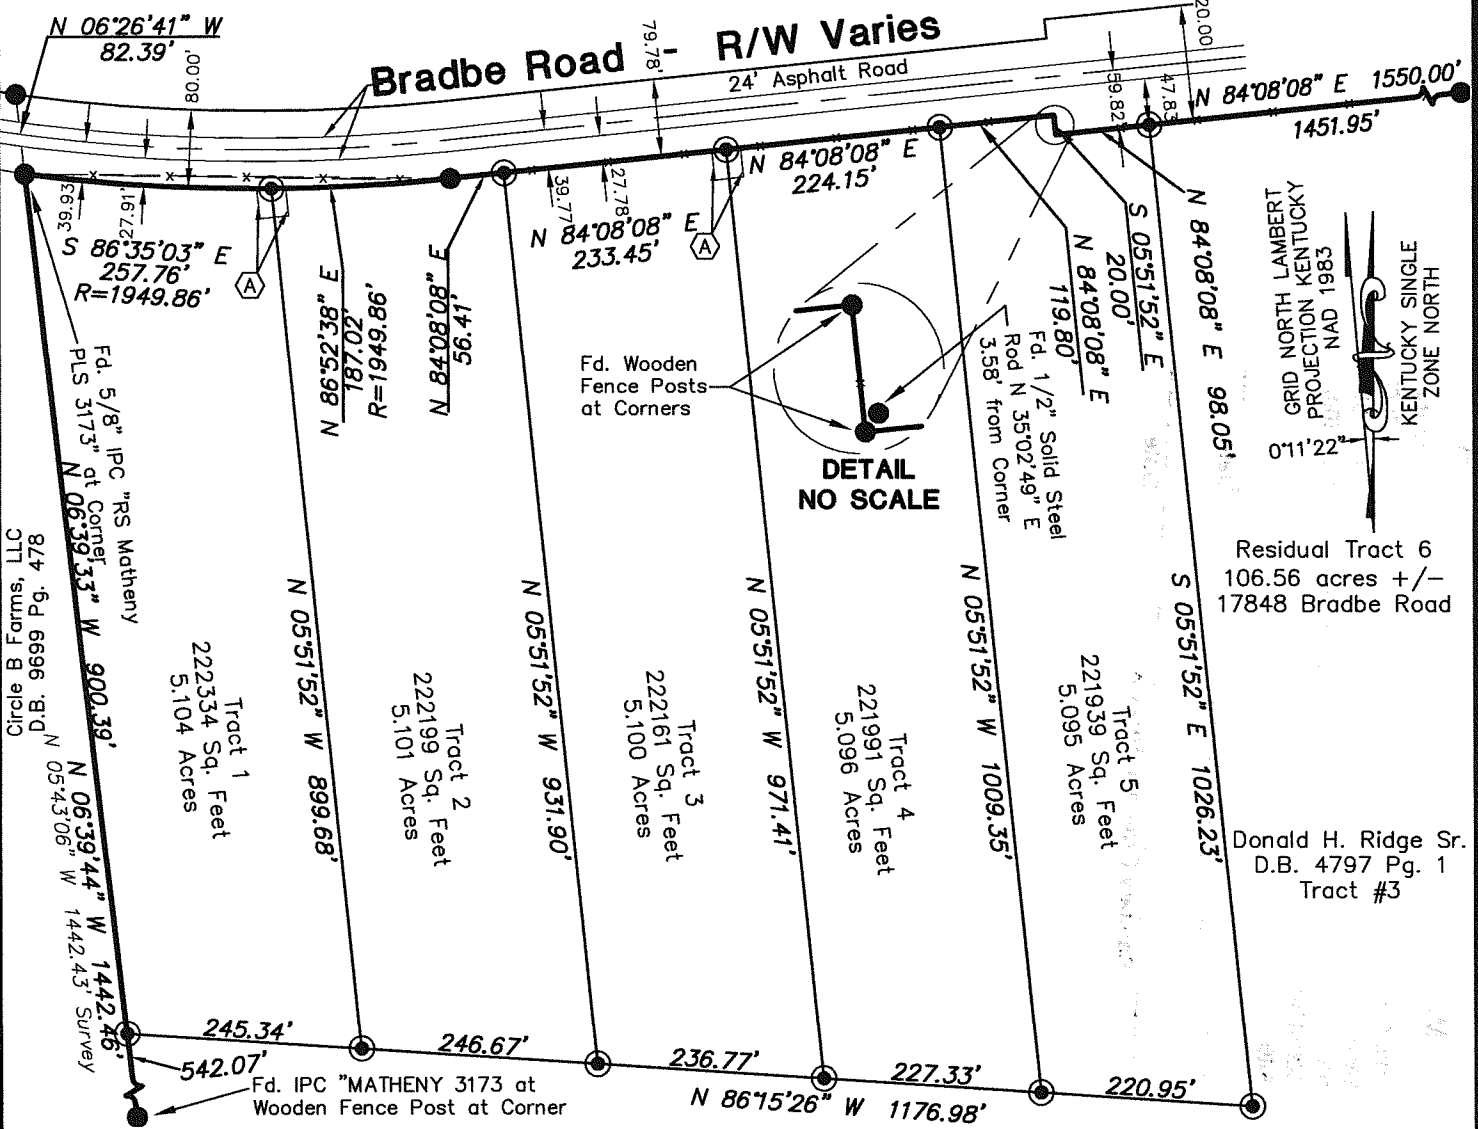 N 06°26'41" W
82.39'
80.00'
Bradbe Road - R/W Varies
79.78'
24' Asphalt Road
20.00
59.82'
47.83
N 84°08'08" E 1550.00'
1451.95'
39.93'
27.91'
S 86°35'03" E
257.76'
R=1949.86'
A
N 86°52'38" E
187.02'
R=1949.86'
N 84°08'08" E
56.41'
39.77'
27.78'
N 84°08'08" E
233.45'
A
N 84°08'08" E
224.15'
N 84°08'08" E
119.80'
S 05°51'52" E
20.00'
N 84°08'08" E 98.05'
GRID NORTH LAMBERT
PROJECTION KENTUCKY
NAD 1983
KENTUCKY SINGLE
ZONE NORTH
0°11'22"
Fd. 5/8" IPC "RS Matheny
PLS 3173" at Corner
Fd. Wooden
Fence Posts
at Corners
DETAIL
NO SCALE
Fd. 1/2" Solid Steel
Rod N 35°02'49" E
3.58' from Corner
Residual Tract 6
106.56 acres +/-
17848 Bradbe Road
Circle B Farms, LLC
D.B. 9699 Pg. 478
N 06°39'33" W 900.39'
N 06°39'44" W 1442.46'
N 05°43'06" W 1442.43' Survey
Tract 1
222334 Sq. Feet
5.104 Acres
N 05°51'52" W 899.68'
Tract 2
222199 Sq. Feet
5.101 Acres
N 05°51'52" W 931.90'
Tract 3
222161 Sq. Feet
5.100 Acres
N 05°51'52" W 971.41'
Tract 4
221991 Sq. Feet
5.096 Acres
N 05°51'52" W 1009.35'
Tract 5
221939 Sq. Feet
5.095 Acres
S 05°51'52" E 1026.23'
Donald H. Ridge Sr.
D.B. 4797 Pg. 1
Tract #3
245.34'
246.67'
236.77'
227.33'
220.95'
N 86°15'26" W 1176.98'
542.07'
Fd. IPC "MATHENY 3173 at
Wooden Fence Post at Corner